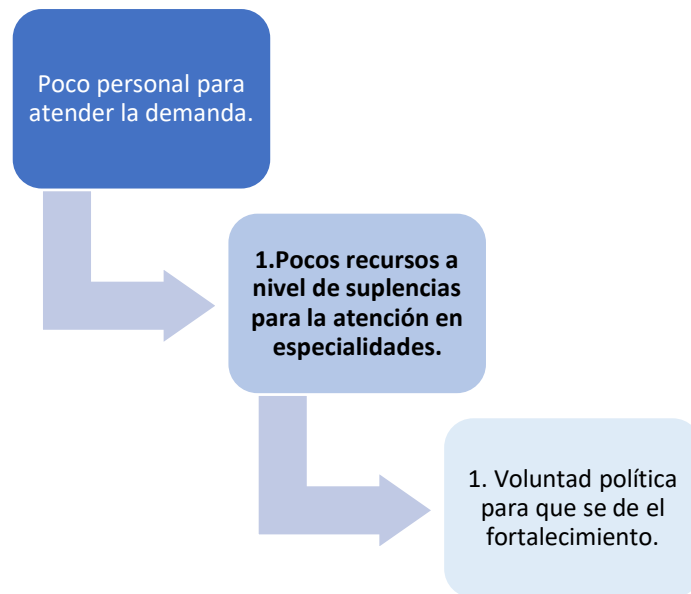 Poco personal para
atender la demanda.
1.Pocos recursos a
nivel de suplencias
para la atención en
especialidades.
1. Voluntad política
para que se de el
fortalecimiento.